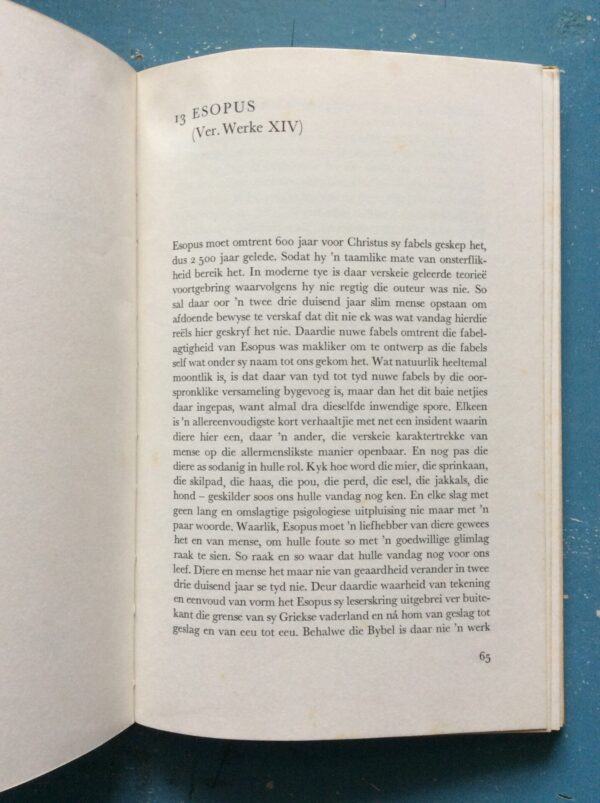 13 ESOPUS
(Ver. Werke XIV)
Esopus moet omtrent 600 jaar voor Christus sy fabels geskep het,
dus 2 500 jaar gelede. Sodat hy 'n taamlike mate van onsterflik-
heid bereik het. In moderne tye is daar verskeie geleerde teorieë
voortgebring waarvolgens hy nie regtig die outeur was nie. So
sal daar oor 'n twee drie duisend jaar slim mense opstaan om
afdoende bewyse te verskaf dat dit nie ek was wat vandag hierdie
reëls hier geskryf het nie. Daardie nuwe fabels omtrent die fabel-
agtigheid van Esopus was makliker om te ontwerp as die fabels
self wat onder sy naam tot ons gekom het. Wat natuurlik heeltemal
moontlik is, is dat daar van tyd tot tyd nuwe fabels by die oor-
spronklike versameling bygevoeg is, maar dan het dit baie netjies
daar ingepas, want almal dra dieselfde inwendige spore. Elkeen
is 'n allereenvoudigste kort verhaaltjie met net een insident waarin
diere hier een, daar 'n ander, die verskeie karaktertrekke van
mense op die allermenslikste manier openbaar. En nog pas die
diere as sodanig in hulle rol. Kyk hoe word die mier, die sprinkaan,
die skilpad, die haas, die pou, die perd, die esel, die jakkals, die
hond – geskilder soos ons hulle vandag nog ken. En elke slag met
geen lang en omslagtige psigologiese uitpluising nie maar met 'n
paar woorde. Waarlik, Esopus moet 'n liefhebber van diere gewees
het en van mense, om hulle foute so met 'n goedwillige glimlag
raak te sien. So raak en so waar dat hulle vandag nog voor ons
leef. Diere en mense het maar nie van geaardheid verander in twee
drie duisend jaar se tyd nie. Deur daardie waarheid van tekening
en eenvoud van vorm het Esopus sy leserskring uitgebrei ver buite-
kant die grense van sy Griekse vaderland en ná hom van geslag tot
geslag en van eeu tot eeu. Behalwe die Bybel is daar nie 'n werk
65